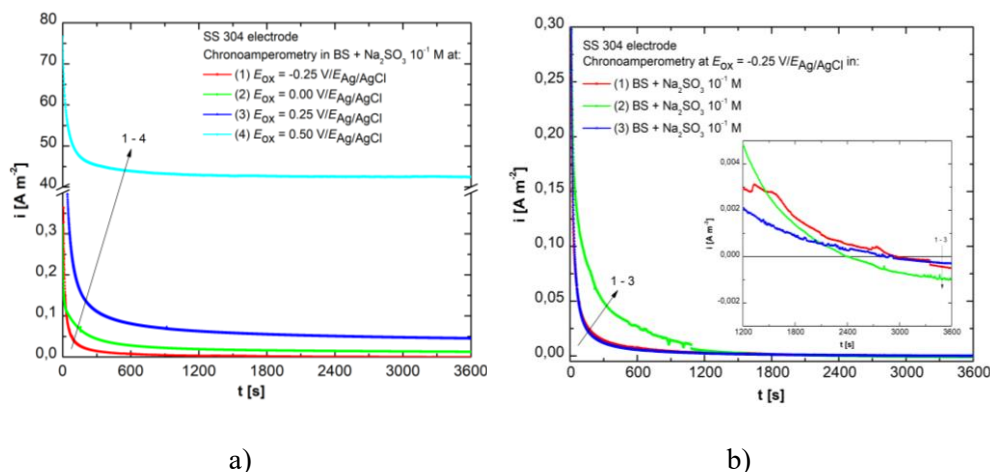 SS 304 electrode
Chronoamperometry in BS + Na₂SO₃ 10⁻¹ M at:
(1) Eox = -0.25 V/EAg/AgCl
(2) Eox = 0.00 V/EAg/AgCl
(3) Eox = 0.25 V/EAg/AgCl
(4) Eox = 0.50 V/EAg/AgCl
1 - 4
i [A m⁻²]
80
70
60
50
40
0,3
0,2
0,1
0,0
0 600 1200 1800 2400 3000 3600
t [s]
a)
SS 304 electrode
Chronoamperometry at Eox = -0.25 V/EAg/AgCl in:
(1) BS + Na₂SO₃ 10⁻¹ M
(2) BS + Na₂SO₃ 10⁻¹ M
(3) BS + Na₂SO₃ 10⁻¹ M
1 - 3
i [A m⁻²]
0,30
0,25
0,20
0,15
0,10
0,05
0,00
0 600 1200 1800 2400 3000 3600
t [s]
i [A m⁻²]
0,004
0,002
0,000
-0,002
1 - 3
1200 1800 2400 3000 3600
t [s]
b)